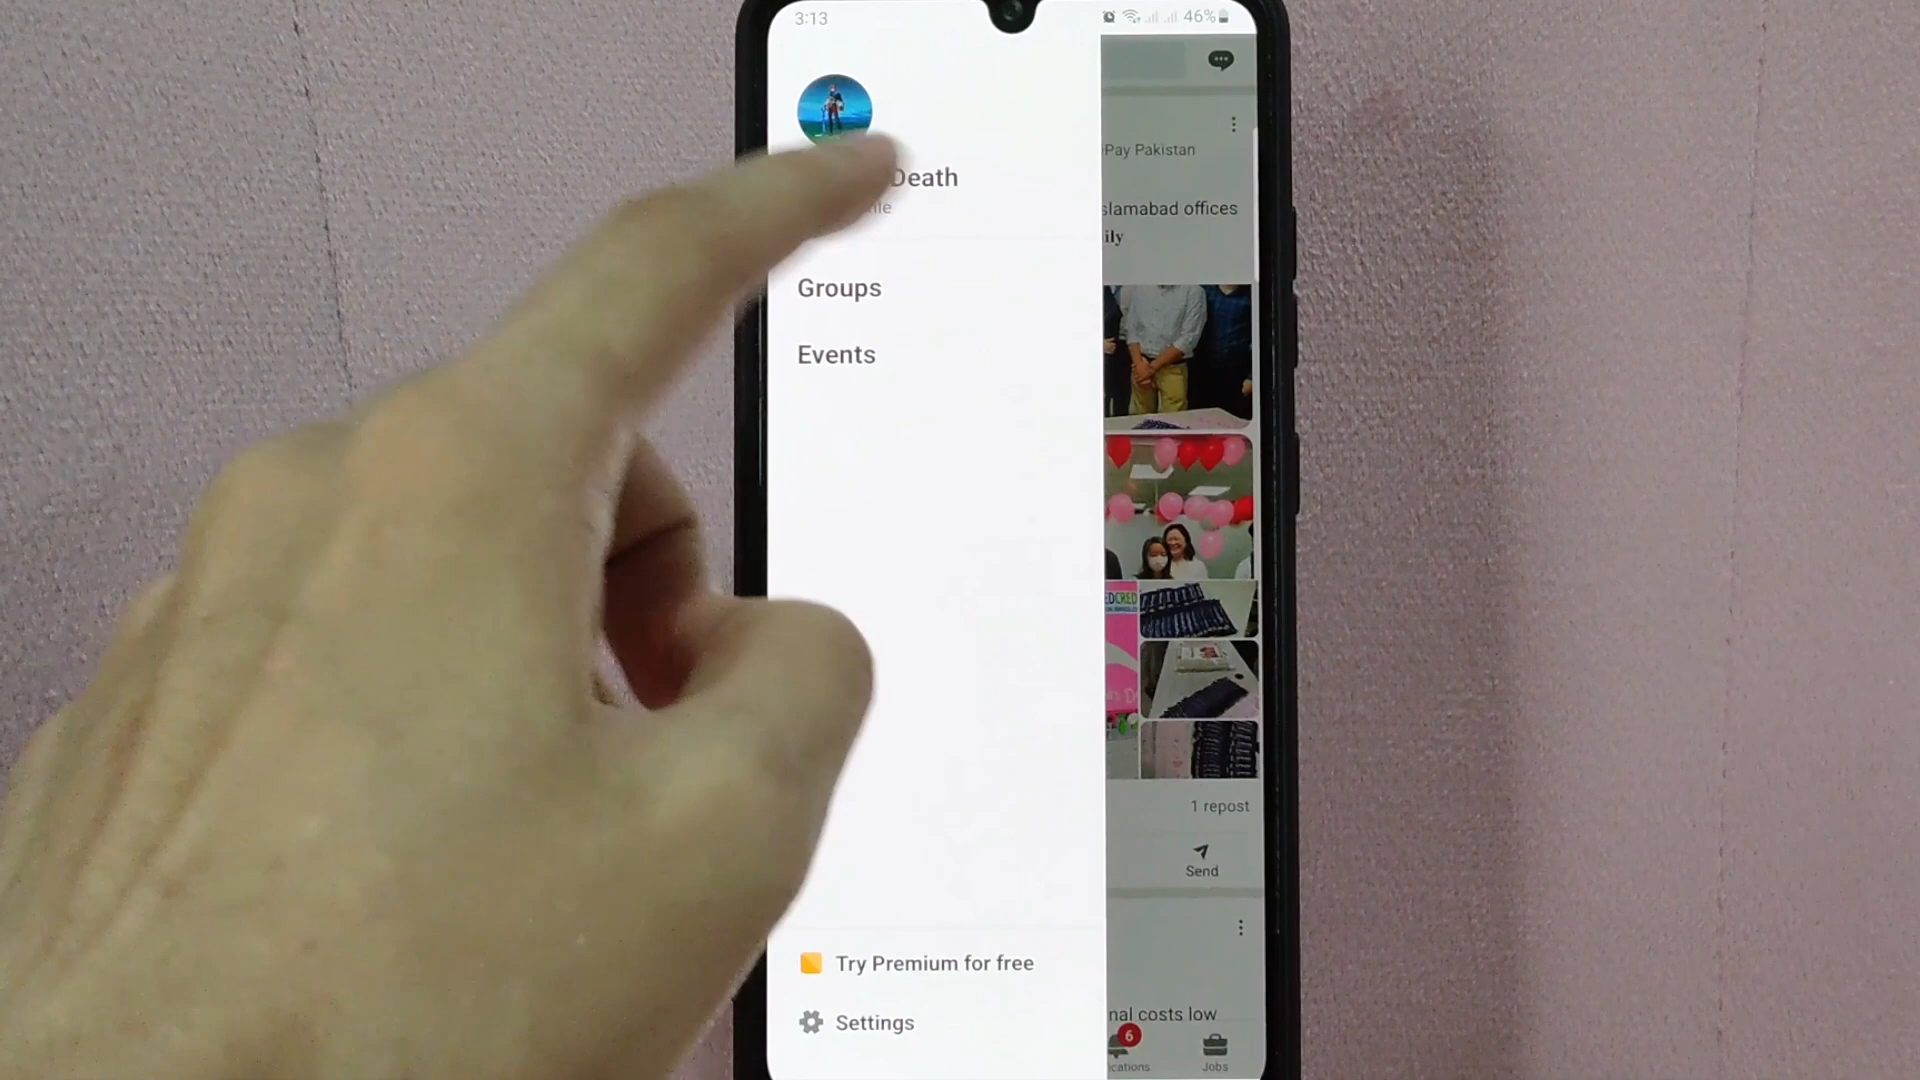 3:13
46%
Death
Groups
Events
Try Premium for free
Settings
Pay Pakistan
slamabad offices
ily
1 repost
Send
nal costs low
6
ications
Jobs